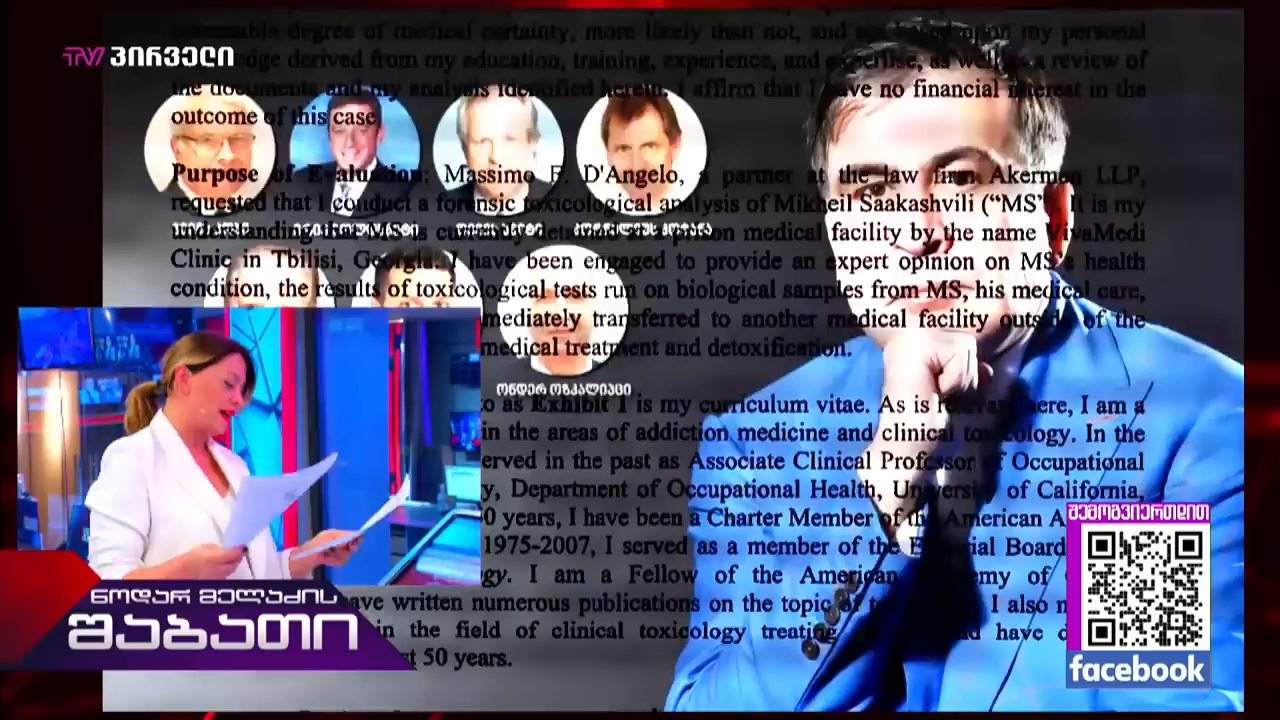 TV ᲞᲘᲠᲕᲔᲚᲘ
degree of medical certainty, more likely than not, and upon my personal
derived from my education, training, experience, and expertise, as well as a review of
the documents and my analysis identified herein. I affirm that I have no financial interest in the
outcome of this case
Purpose of Evaluation: Massimo F. D'Angelo, a partner at the law firm Akerman LLP,
requested that I conduct a forensic toxicological analysis of Mikheil Saakashvili ("MS"). It is my
understanding that MS is currently detained at a prison medical facility by the name VivaMedi
Clinic in Tbilisi, Georgia. I have been engaged to provide an expert opinion on MS's health
condition, the results of toxicological tests run on biological samples from MS, his medical care,
mediately transferred to another medical facility outside of the
medical treatment and detoxification.
ონდერ ოზკალიპცი
to as Exhibit 1 is my curriculum vitae. As is relevant here, I am a
in the areas of addiction medicine and clinical toxicology. In the
erved in the past as Associate Clinical Professor of Occupational
y, Department of Occupational Health, University of California,
0 years, I have been a Charter Member of the American A
1975-2007, I served as a member of the Editorial Board
gy. I am a Fellow of the American Academy of
ave written numerous publications on the topic of I also
in the field of clinical toxicology treating have
50 years.
შემოგვიერთდით
facebook
ნოდარ მელაძის
შაბათი